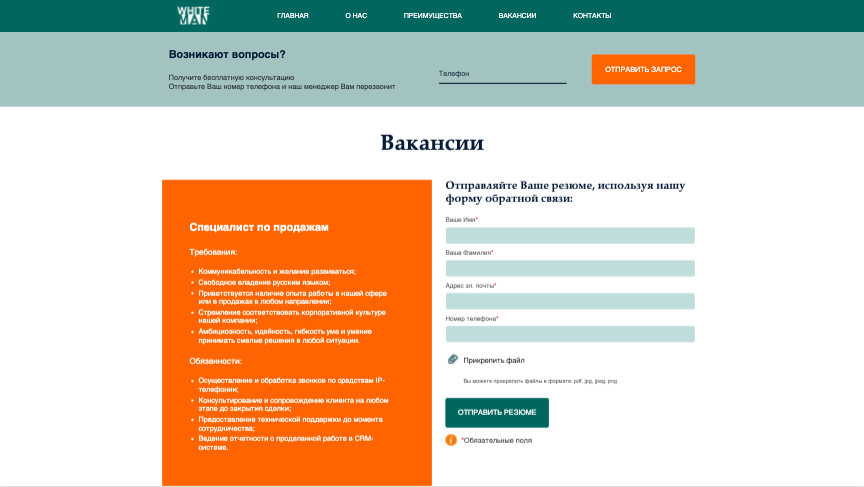 WHITE
MAN
ГЛАВНАЯ
О НАС
ПРЕИМУЩЕСТВА
ВАКАНСИИ
КОНТАКТЫ
Возникают вопросы?
Получите бесплатную консультацию
Отправьте Ваш номер телефона и наш менеджер Вам перезвонит
Телефон
ОТПРАВИТЬ ЗАПРОС
Вакансии
Специалист по продажам
Требования:
• Коммуникабельность и желание развиваться;
• Свободное владение русским языком;
• Приветствуется наличие опыта работы в нашей сфере
или в продажах в любом направлении;
• Стремление соответствовать корпоративной культуре
нашей компании;
• Амбициозность, идейность, гибкость ума и умение
принимать смелые решения в любой ситуации.
Обязанности:
• Осуществление и обработка звонков по средствам IP-
телефонии;
• Консультирование и сопровождение клиента на любом
этапе до закрытия сделки;
• Предоставление технической поддержки до момента
сотрудничества;
• Ведение отчетности о проделанной работе в CRM-
системе.
Отправляйте Ваше резюме, используя нашу
форму обратной связи:
Ваше Имя*
Ваша Фамилия*
Адрес эл. почты*
Номер телефона*
Прикрепить файл
Вы можете прикрепить файлы в формате: pdf, jpg, jpeg, png
ОТПРАВИТЬ РЕЗЮМЕ
i *Обязательные поля